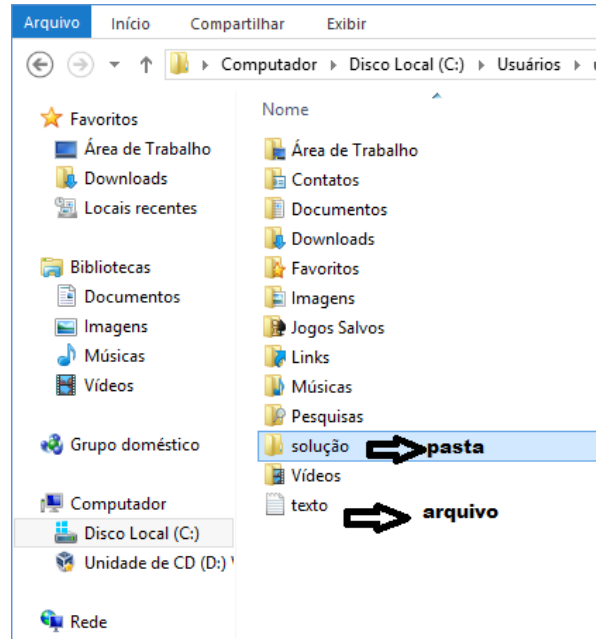 Arquivo Início Compartilhar Exibir
Computador Disco Local (C:) Usuários
Nome
Favoritos
Área de Trabalho
Downloads
Locais recentes
Bibliotecas
Documentos
Imagens
Músicas
Vídeos
Grupo doméstico
Computador
Disco Local (C:)
Unidade de CD (D:)
Rede
Área de Trabalho
Contatos
Documentos
Downloads
Favoritos
Imagens
Jogos Salvos
Links
Músicas
Pesquisas
solução pasta
Vídeos
texto arquivo